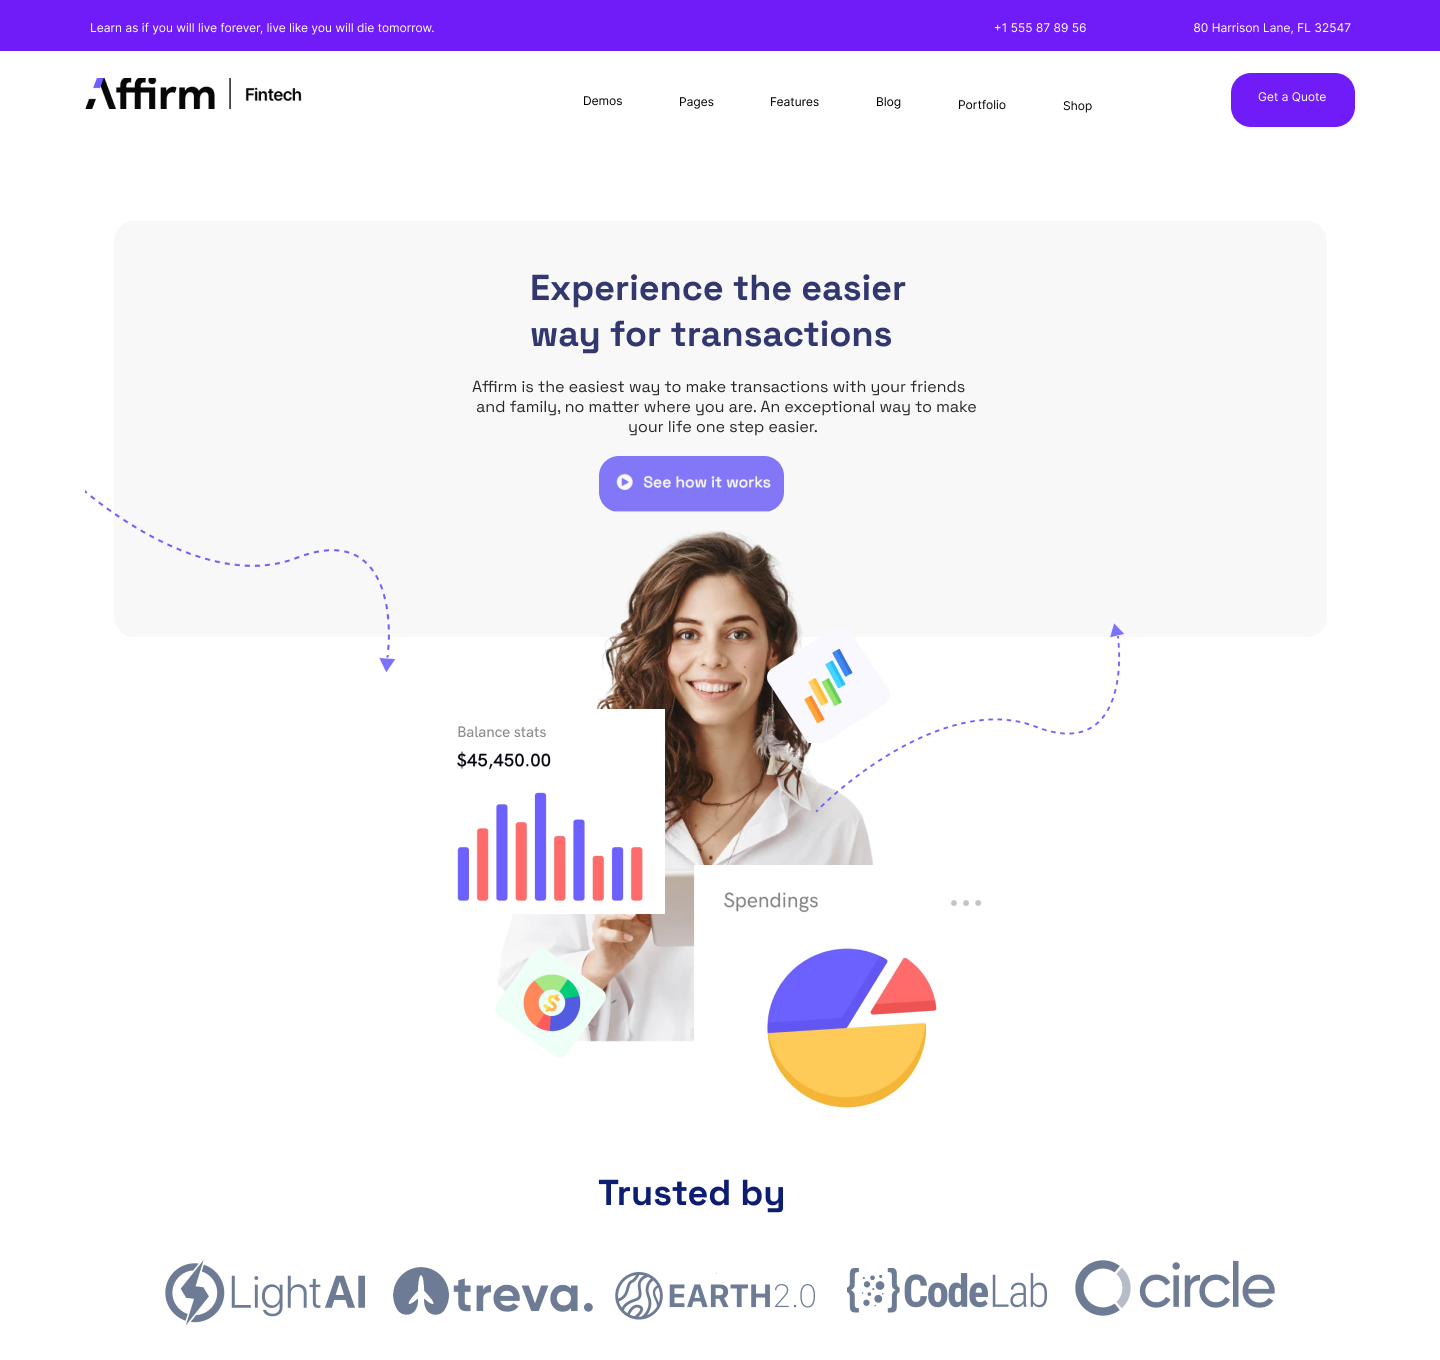 Learn as if you will live forever, live like you will die tomorrow.
+1 555 87 89 56
80 Harrison Lane, FL 32547
Affirm | Fintech
Demos
Pages
Features
Blog
Portfolio
Shop
Get a Quote
Experience the easier
way for transactions
Affirm is the easiest way to make transactions with your friends
and family, no matter where you are. An exceptional way to make
your life one step easier.
See how it works
Balance stats
$45,450.00
Spendings
$
Trusted by
LightAI
treva.
EARTH2.0
{CodeLab
circle